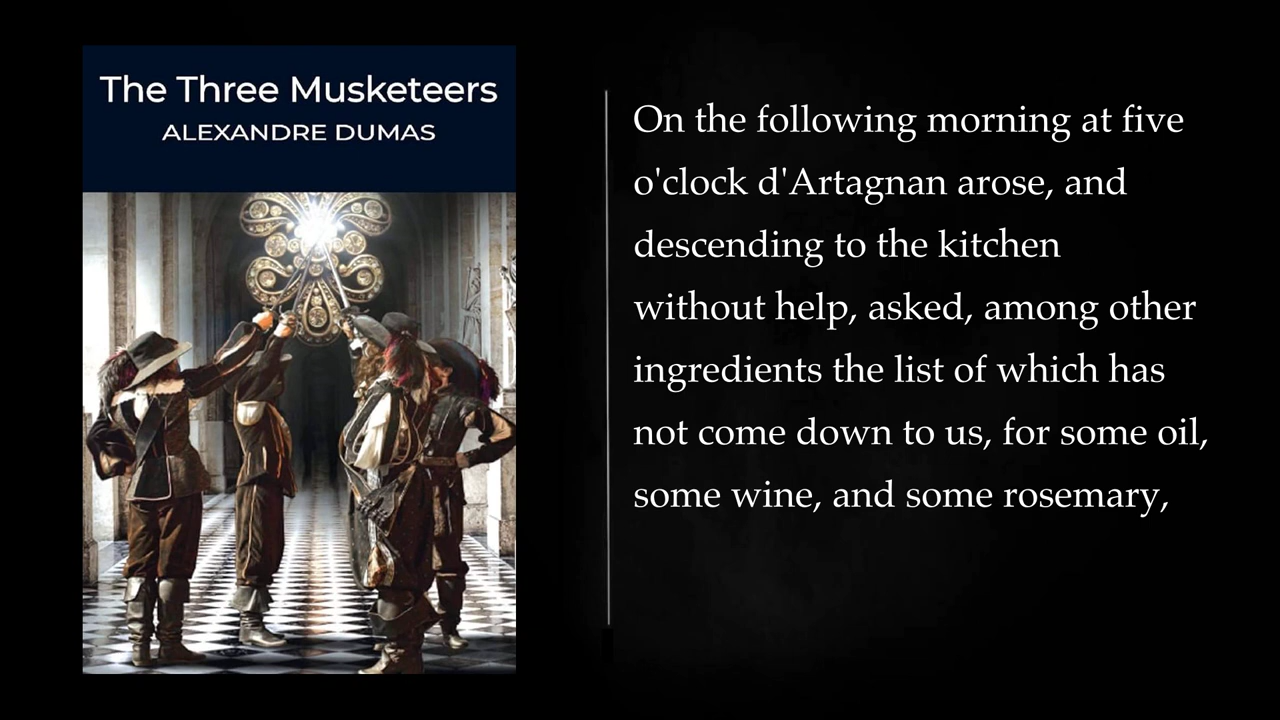 The Three Musketeers
ALEXANDRE DUMAS
On the following morning at five
o'clock d'Artagnan arose, and
descending to the kitchen
without help, asked, among other
ingredients the list of which has
not come down to us, for some oil,
some wine, and some rosemary,